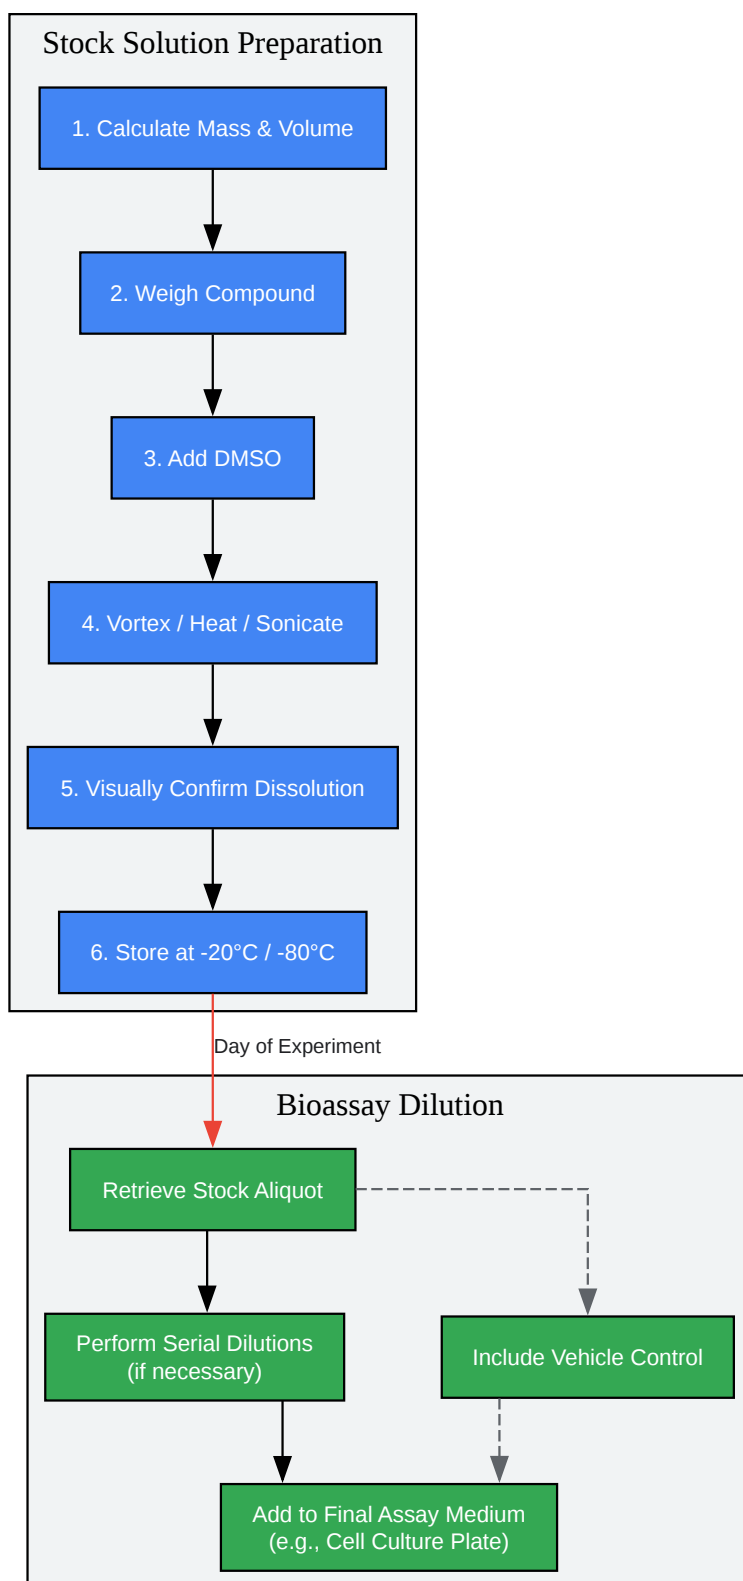 Stock Solution Preparation
1. Calculate Mass & Volume
2. Weigh Compound
3. Add DMSO
4. Vortex / Heat / Sonicate
5. Visually Confirm Dissolution
6. Store at -20°C / -80°C
Day of Experiment
Bioassay Dilution
Retrieve Stock Aliquot
Perform Serial Dilutions
(if necessary)
Include Vehicle Control
Add to Final Assay Medium
(e.g., Cell Culture Plate)